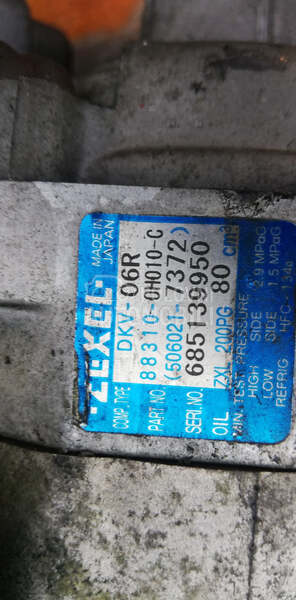 ZEXEL MADE IN JAPAN
COMP.TYPE DKV-06R
PART.NO. 88310-0H010-C
(506021-7372)
SERI.NO. 685139950
OIL ZXL 200PG 80 cm3
MIN TEST PRESSURE
HIGH SIDE 2.9 MPaG
LOW SIDE 1.5 MPaG
REFRIG HFC-134a